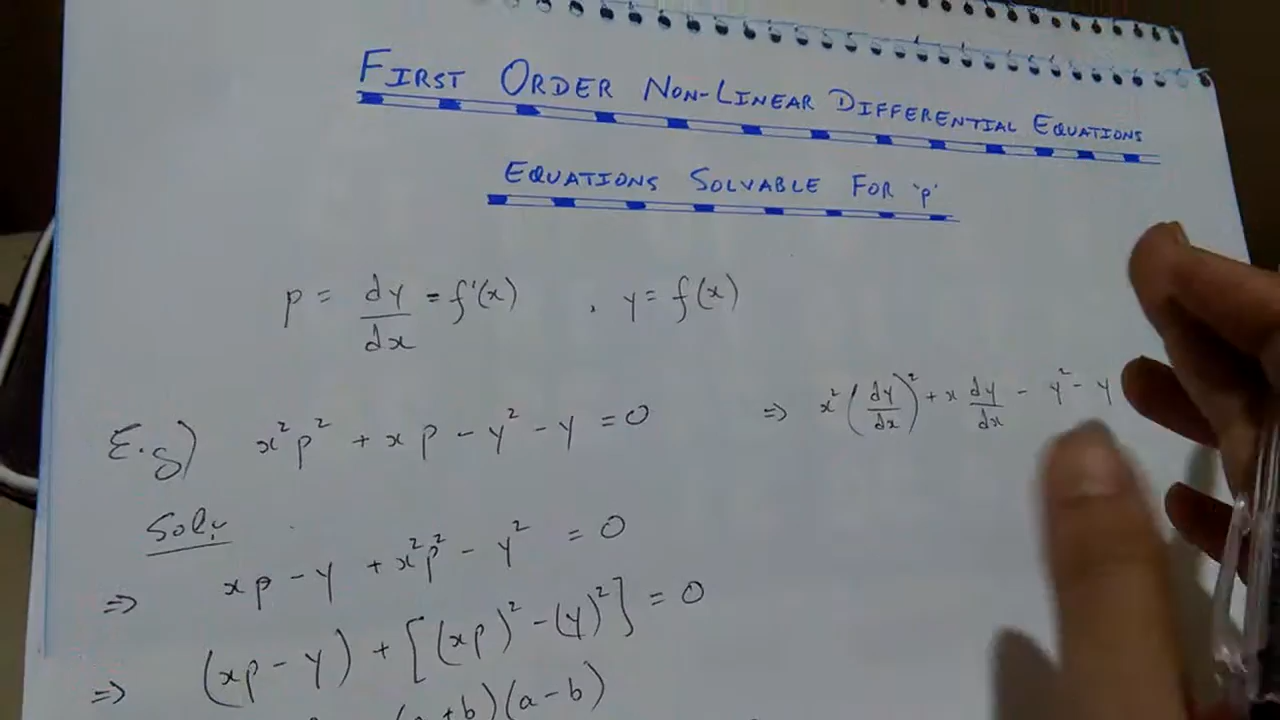 FIRST ORDER NON-LINEAR DIFFERENTIAL EQUATIONS
EQUATIONS SOLVABLE FOR 'p'
p = dy/dx = f'(x) , y = f(x)
E.g) x²p² + xp - y² - y = 0 ⇒ x²(dy/dx)² + x dy/dx - y² - y
Sol:
⇒ xp - y + x²p² - y² = 0
⇒ (xp - y) + [(xp)² - (y)²] = 0
+b)(a-b)